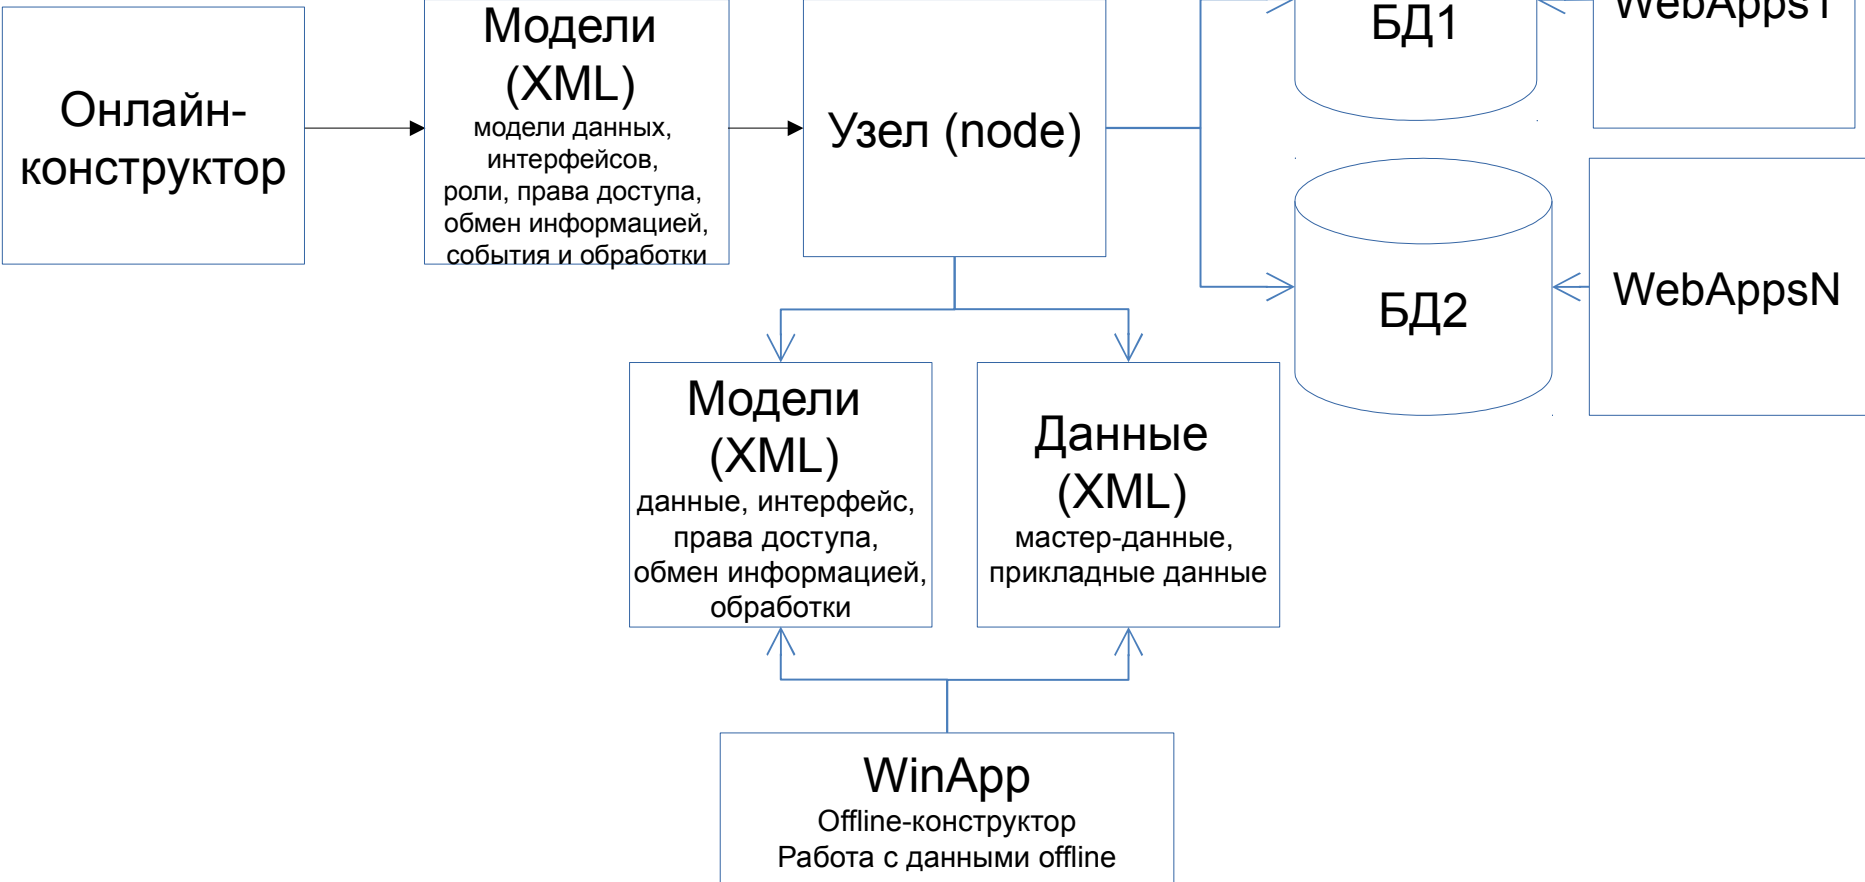 Онлайн-
конструктор
Модели
(XML)
модели данных,
интерфейсов,
роли, права доступа,
обмен информацией,
события и обработки
Узел (node)
БД1
WebApps1
БД2
WebAppsN
Модели
(XML)
данные, интерфейс,
права доступа,
обмен информацией,
обработки
Данные
(XML)
мастер-данные,
прикладные данные
WinApp
Offline-конструктор
Работа с данными offline